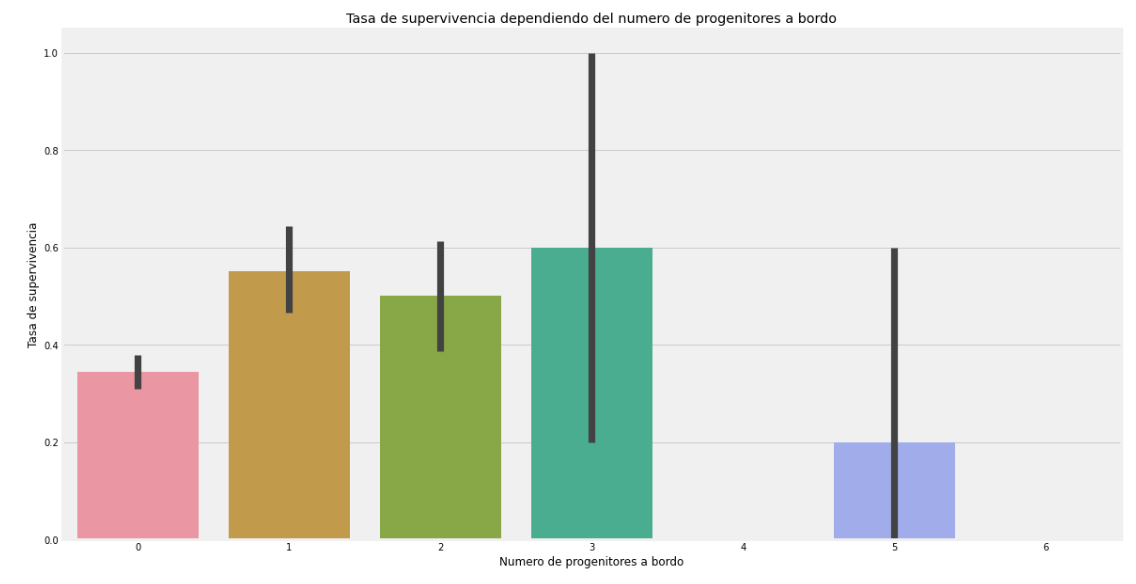 Tasa de supervivencia dependiendo del numero de progenitores a bordo
Tasa de supervivencia
1.0
0.8
0.6
0.4
0.2
0.0
0 1 2 3 4 5 6
Numero de progenitores a bordo